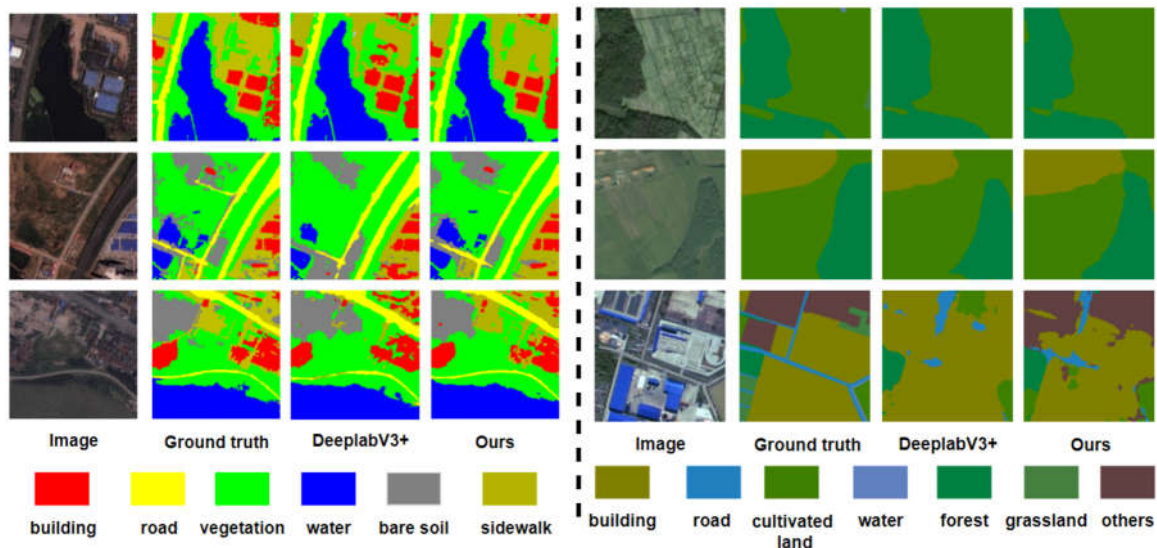 Image Ground truth DeeplabV3+ Ours
building road vegetation water bare soil sidewalk
Image Ground truth DeeplabV3+ Ours
building road cultivated land water forest grassland others